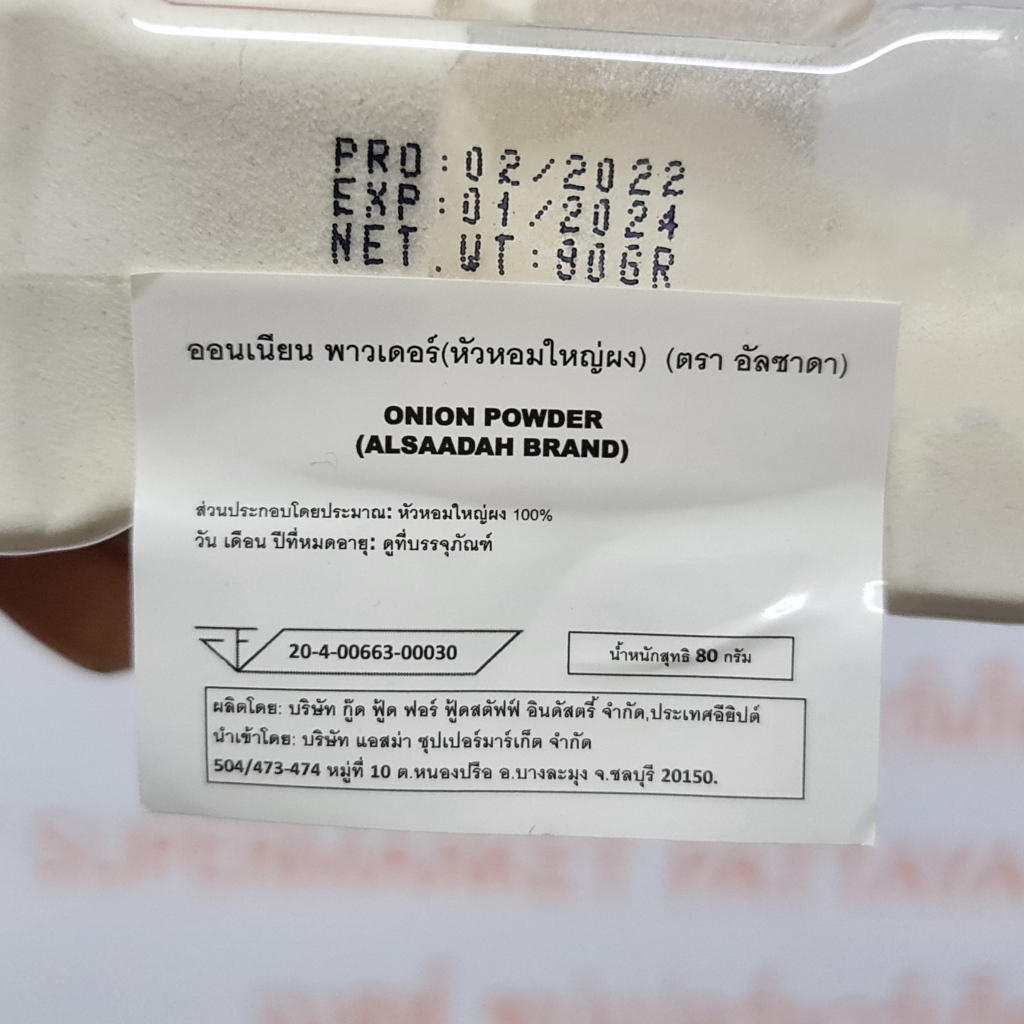 PRO:02/2022
EXP:01/2024
NET.WT:80GR
ออนเนียน พาวเดอร์(หัวหอมใหญ่ผง) (ตรา อัลซาดา)
ONION POWDER
(ALSAADAH BRAND)
ส่วนประกอบโดยประมาณ: หัวหอมใหญ่ผง 100%
วัน เดือน ปีที่หมดอายุ: ดูที่บรรจุภัณฑ์
20-4-00663-00030
น้ำหนักสุทธิ 80 กรัม
ผลิตโดย: บริษัท กู๊ด ฟู้ด ฟอร์ ฟู้ดสตัฟฟ์ อินดัสตรี้ จำกัด,ประเทศอียิปต์
นำเข้าโดย: บริษัท แอสม่า ซุปเปอร์มาร์เก็ต จำกัด
504/473-474 หมู่ที่ 10 ต.หนองปรือ อ.บางละมุง จ.ชลบุรี 20150.